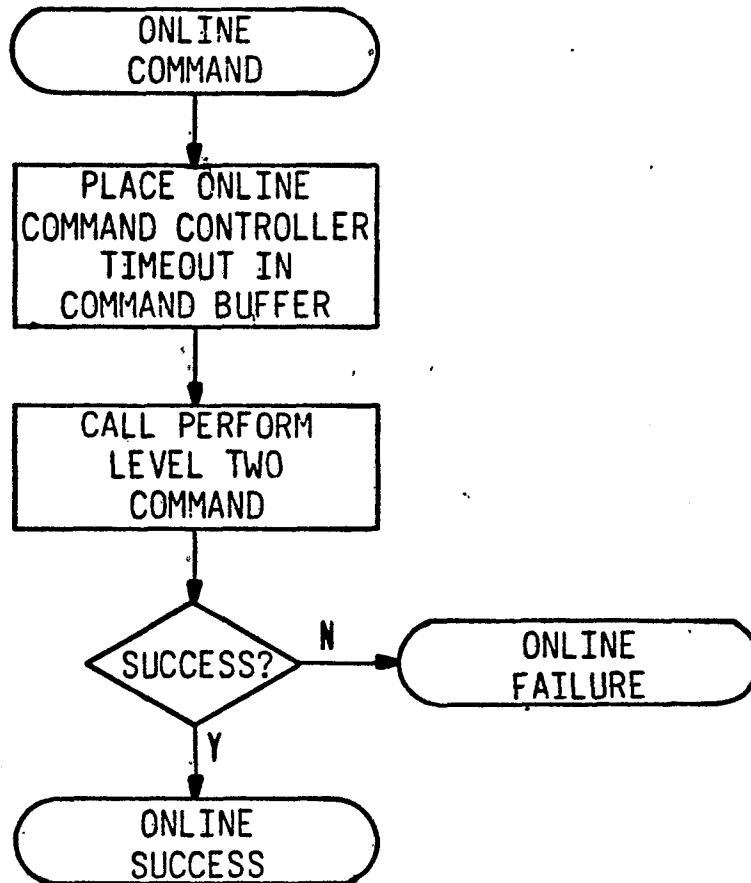 ONLINE
COMMAND
PLACE ONLINE
COMMAND CONTROLLER
TIMEOUT IN
COMMAND BUFFER
CALL PERFORM
LEVEL TWO
COMMAND
SUCCESS?
N
ONLINE
FAILURE
Y
ONLINE
SUCCESS